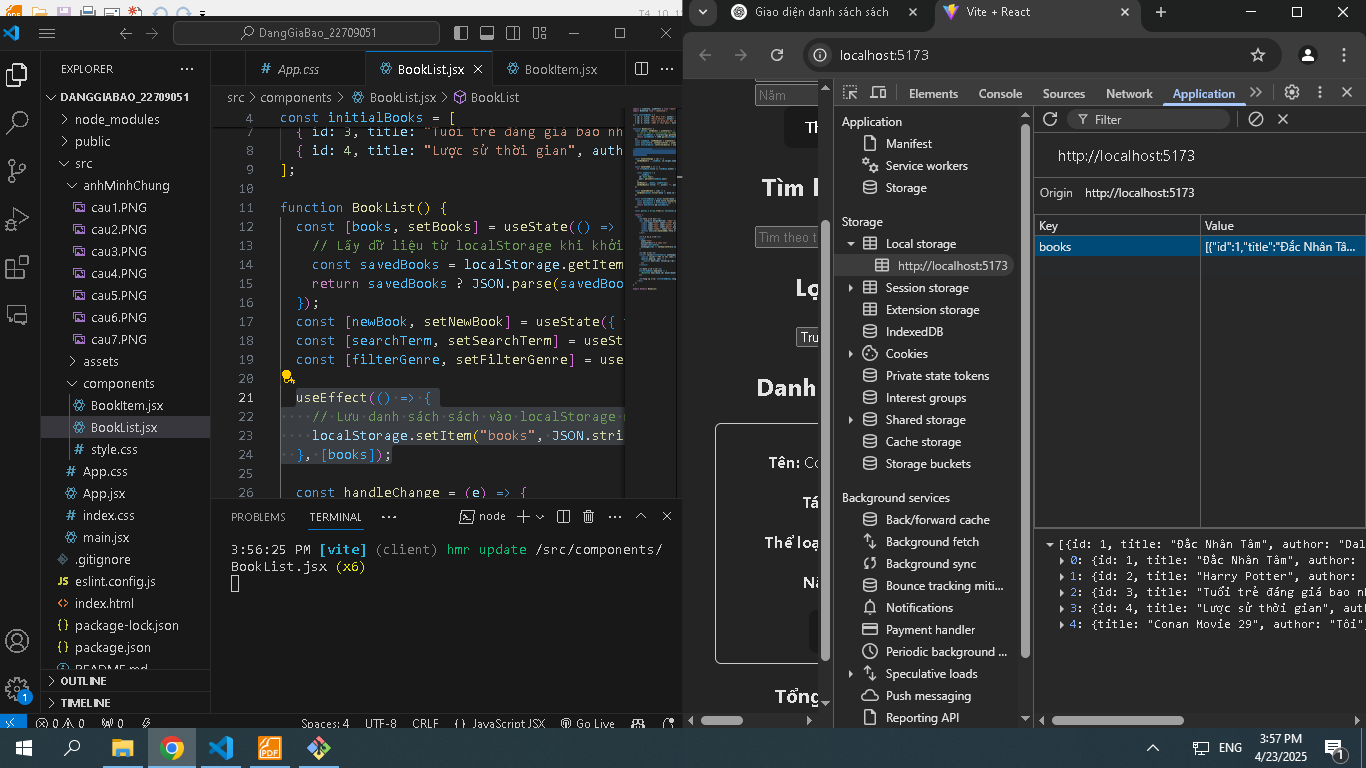 T4 10 12
DangGiaBao_22709051
EXPLORER
DANGGIABAO_22709051
node_modules
public
src
anhMinhChung
cau1.PNG
cau2.PNG
cau3.PNG
cau4.PNG
cau5.PNG
cau6.PNG
cau7.PNG
assets
components
BookItem.jsx
BookList.jsx
style.css
App.css
App.jsx
index.css
main.jsx
.gitignore
eslint.config.js
index.html
package-lock.json
package.json
README.md
OUTLINE
TIMELINE
App.css
BookList.jsx
BookItem.jsx
src > components > BookList.jsx > BookList
4 const initialBooks = [
7 { id: 3, title: "Tuổi trẻ đáng giá bao nh
8 { id: 4, title: "Lược sử thời gian", auth
9 ];
10
11 function BookList() {
12 const [books, setBooks] = useState(() =>
13 // Lấy dữ liệu từ localStorage khi khởi
14 const savedBooks = localStorage.getItem
15 return savedBooks ? JSON.parse(savedBoo
16 });
17 const [newBook, setNewBook] = useState({
18 const [searchTerm, setSearchTerm] = useSt
19 const [filterGenre, setFilterGenre] = use
20
21 useEffect(() => {
22 // Lưu danh sách sách vào localStorage
23 localStorage.setItem("books", JSON.stri
24 }, [books]);
25
26 const handleChange = (e) => {
PROBLEMS TERMINAL node
3:56:25 PM [vite] (client) hmr update /src/components/
BookList.jsx (x6)
1
0 0 0 Spaces: 4 UTF-8 CRLF {} JavaScript JSX Go Live
Giao diện danh sách sách
Vite + React
localhost:5173
Năm
Th
Tìm k
Tìm theo t
Lọ
Danh
Tên: Co
Tá
Thể loạ
Nă
Tổng
Elements Console Sources Network Application
Application
Manifest
Service workers
Storage
Storage
Local storage
http://localhost:5173
Session storage
Extension storage
IndexedDB
Cookies
Private state tokens
Interest groups
Shared storage
Cache storage
Storage buckets
Background services
Back/forward cache
Background fetch
Background sync
Bounce tracking miti...
Notifications
Payment handler
Periodic background ...
Speculative loads
Push messaging
Reporting API
Filter
http://localhost:5173
Origin http://localhost:5173
Key Value
books [{"id":1,"title":"Đắc Nhân Tâ...
[{id: 1, title: "Đắc Nhân Tâm", author: "Dal
0: {id: 1, title: "Đắc Nhân Tâm", author:
1: {id: 2, title: "Harry Potter", author:
2: {id: 3, title: "Tuổi trẻ đáng giá bao nh
3: {id: 4, title: "Lược sử thời gian", auth
4: {title: "Conan Movie 29", author: "Tôi",
PDF
ENG
3:57 PM
4/23/2025
1